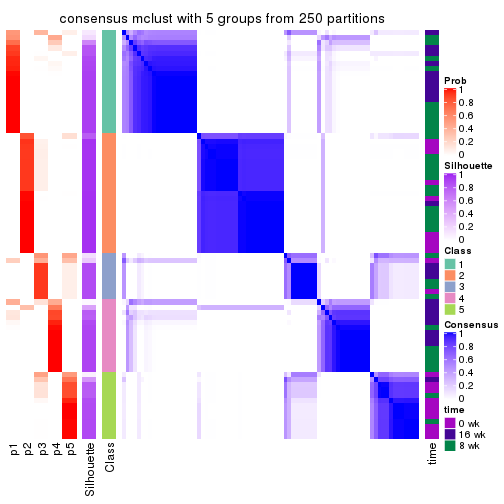 consensus mclust with 5 groups from 250 partitions
Prob
1
0.8
0.6
0.4
0.2
0
Silhouette
1
0.8
0.6
0.4
0.2
0
Class
1
2
3
4
5
Consensus
1
0.8
0.6
0.4
0.2
0
time
0 wk
16 wk
8 wk
p1
p2
p3
p4
p5
Silhouette
Class
time